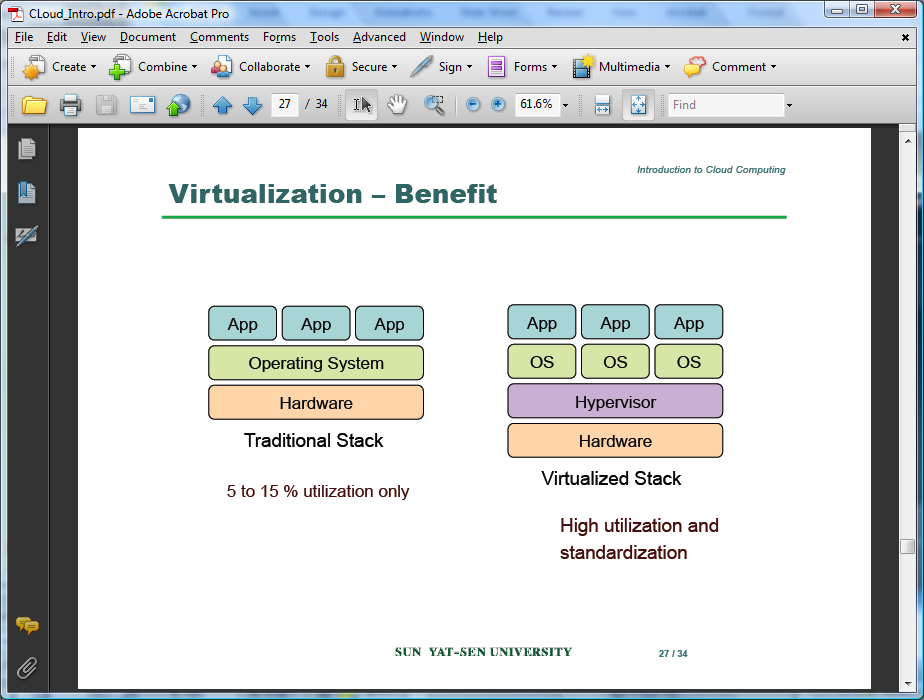 CLoud_Intro.pdf - Adobe Acrobat Pro
File Edit View Document Comments Forms Tools Advanced Window Help
Create Combine Collaborate Secure Sign Forms Multimedia Comment
27 / 34 61.6% Find
Introduction to Cloud Computing
Virtualization – Benefit
App App App
Operating System
Hardware
Traditional Stack
5 to 15 % utilization only
App App App
OS OS OS
Hypervisor
Hardware
Virtualized Stack
High utilization and
standardization
SUN YAT-SEN UNIVERSITY
27 / 34